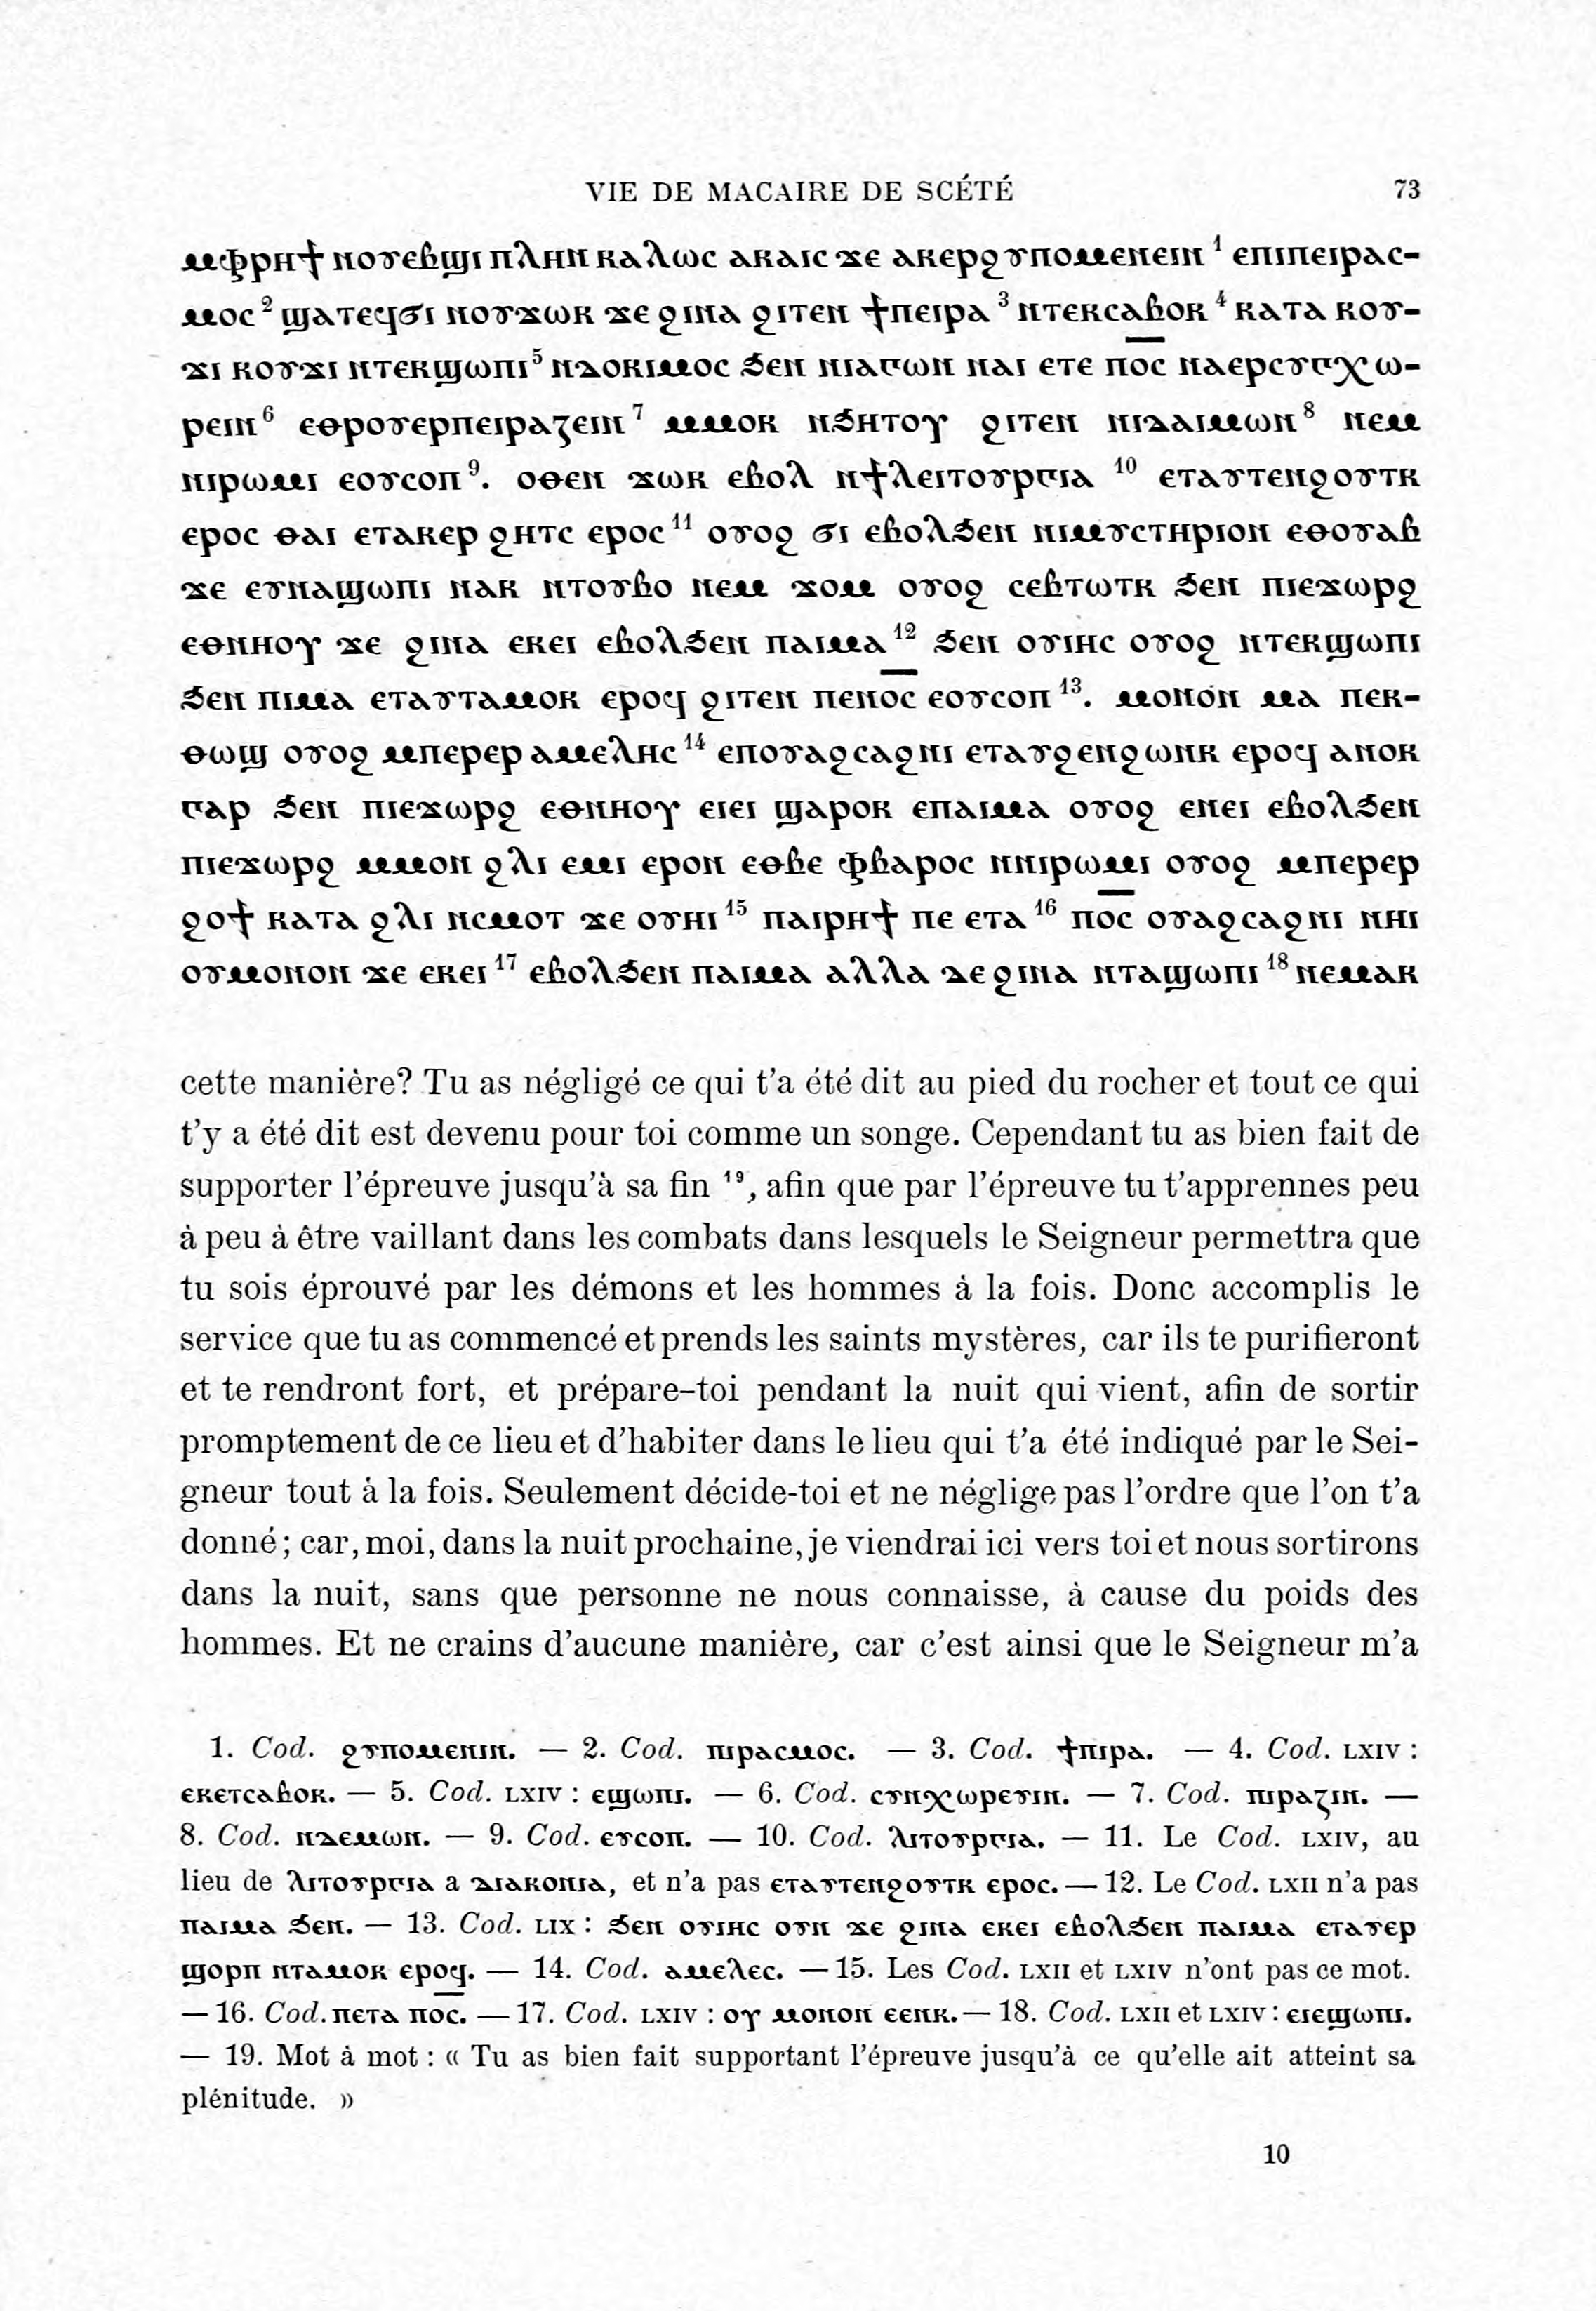 VIE DE MACAIRE DE SCÉTÉ 73
ⲙⲫⲣⲏϯ ⲛⲟⲩⲉⲃϣⲓ ⲡⲗⲏⲛ ⲕⲁⲗⲱⲥ ⲁⲕⲁⲓⲥ ϫⲉ ⲁⲕⲉⲣϩⲩⲡⲟⲙⲉⲛⲉⲓⲛ ¹ ⲉⲡⲓⲡⲉⲓⲣⲁⲥ-
ⲙⲟⲥ ² ϣⲁⲧⲉϥϭⲓ ⲛⲟⲩϫⲱⲕ ϫⲉ ϩⲓⲛⲁ ϩⲓⲧⲉⲛ ϯⲡⲉⲓⲣⲁ ³ ⲛⲧⲉⲕⲥⲁⲃⲟⲕ ⁴ ⲕⲁⲧⲁ ⲕⲟⲩ-
ϫⲓ ⲕⲟⲩϫⲓ ⲛⲧⲉⲕϣⲱⲡⲓ ⁵ ⲛⲇⲟⲕⲓⲙⲟⲥ ϧⲉⲛ ⲛⲓⲁⲅⲱⲛ ⲛⲁⲓ ⲉⲧⲉ ⲡⲟ̅ⲥ̅ ⲛⲁⲉⲣⲥⲩⲅⲭⲱ-
ⲣⲉⲓⲛ ⁶ ⲉⲑⲣⲟⲩⲉⲣⲡⲉⲓⲣⲁⲍⲉⲓⲛ ⁷ ⲙⲙⲟⲕ ⲛϧⲏⲧⲟⲩ ϩⲓⲧⲉⲛ ⲛⲓⲇⲁⲓⲙⲱⲛ ⁸ ⲛⲉⲙ
ⲛⲓⲣⲱⲙⲓ ⲉⲟⲩⲥⲟⲡ ⁹. ⲟⲑⲉⲛ ϫⲱⲕ ⲉⲃⲟⲗ ⲛϯⲗⲉⲓⲧⲟⲩⲣⲅⲓⲁ ¹⁰ ⲉⲧⲁⲩⲧⲉⲛϩⲟⲩⲧⲕ
ⲉⲣⲟⲥ ⲑⲁⲓ ⲉⲧⲁⲕⲉⲣ ϩⲏⲧⲥ ⲉⲣⲟⲥ ¹¹ ⲟⲩⲟϩ ϭⲓ ⲉⲃⲟⲗϧⲉⲛ ⲛⲓⲙⲩⲥⲧⲏⲣⲓⲟⲛ ⲉⲑⲟⲩⲁⲃ
ϫⲉ ⲉⲩⲛⲁϣⲱⲡⲓ ⲛⲁⲕ ⲛⲧⲟⲩⲃⲟ ⲛⲉⲙ ϫⲟⲙ ⲟⲩⲟϩ ⲥⲉⲃⲧⲱⲧⲕ ϧⲉⲛ ⲡⲓⲉϫⲱⲣϩ
ⲉⲑⲛⲏⲟⲩ ϫⲉ ϩⲓⲛⲁ ⲉⲕⲉⲓ ⲉⲃⲟⲗϧⲉⲛ ⲡⲁⲓⲙⲁ ¹² ϧⲉⲛ ⲟⲩⲓⲏⲥ ⲟⲩⲟϩ ⲛⲧⲉⲕϣⲱⲡⲓ
ϧⲉⲛ ⲡⲓⲙⲁ ⲉⲧⲁⲩⲧⲁⲙⲟⲕ ⲉⲣⲟϥ ϩⲓⲧⲉⲛ ⲡⲉⲛⲟ̅ⲥ̅ ⲉⲟⲩⲥⲟⲡ ¹³. ⲙⲟⲛⲟⲛ ⲙⲁ ⲡⲉⲕ-
ⲑⲱϣ ⲟⲩⲟϩ ⲙⲡⲉⲣⲉⲣ ⲁⲙⲉⲗⲏⲥ ¹⁴ ⲉⲡⲟⲩⲁϩⲥⲁϩⲛⲓ ⲉⲧⲁⲩϩⲉⲛϩⲱⲛⲕ ⲉⲣⲟϥ ⲁⲛⲟⲕ
ⲅⲁⲣ ϧⲉⲛ ⲡⲓⲉϫⲱⲣϩ ⲉⲑⲛⲏⲟⲩ ⲉⲓⲉⲓ ϣⲁⲣⲟⲕ ⲉⲡⲁⲓⲙⲁ ⲟⲩⲟϩ ⲉⲛⲉⲓ ⲉⲃⲟⲗϧⲉⲛ
ⲡⲓⲉϫⲱⲣϩ ⲙⲙⲟⲛ ϩⲗⲓ ⲉⲙⲓ ⲉⲣⲟⲛ ⲉⲑⲃⲉ ⲫⲃⲁⲣⲟⲥ ⲛⲛⲓⲣⲱⲙⲓ ⲟⲩⲟϩ ⲙⲡⲉⲣⲉⲣ
ϩⲟϯ ⲕⲁⲧⲁ ϩⲗⲓ ⲛⲥⲙⲟⲧ ϫⲉ ⲟⲩⲏⲓ ¹⁵ ⲡⲁⲓⲣⲏϯ ⲡⲉ ⲉⲧⲁ ¹⁶ ⲡⲟ̅ⲥ̅ ⲟⲩⲁϩⲥⲁϩⲛⲓ ⲛⲏⲓ
ⲟⲩⲙⲟⲛⲟⲛ ϫⲉ ⲉⲕⲉⲓ ¹⁷ ⲉⲃⲟⲗϧⲉⲛ ⲡⲁⲓⲙⲁ ⲁⲗⲗⲁ ⲇⲉ ϩⲓⲛⲁ ⲛⲧⲁϣⲱⲡⲓ ¹⁸ ⲛⲉⲙⲁⲕ
cette manière? Tu as négligé ce qui t'a été dit au pied du rocher et tout ce qui
t'y a été dit est devenu pour toi comme un songe. Cependant tu as bien fait de
supporter l'épreuve jusqu'à sa fin ¹⁹, afin que par l'épreuve tu t'apprennes peu
à peu à être vaillant dans les combats dans lesquels le Seigneur permettra que
tu sois éprouvé par les démons et les hommes à la fois. Donc accomplis le
service que tu as commencé et prends les saints mystères, car ils te purifieront
et te rendront fort, et prépare-toi pendant la nuit qui vient, afin de sortir
promptement de ce lieu et d'habiter dans le lieu qui t'a été indiqué par le Sei-
gneur tout à la fois. Seulement décide-toi et ne néglige pas l'ordre que l'on t'a
donné; car, moi, dans la nuit prochaine, je viendrai ici vers toi et nous sortirons
dans la nuit, sans que personne ne nous connaisse, à cause du poids des
hommes. Et ne crains d'aucune manière, car c'est ainsi que le Seigneur m'a
1. Cod. ϩⲩⲡⲟⲙⲉⲛⲓⲛ. — 2. Cod. ⲡⲓⲣⲁⲥⲙⲟⲥ. — 3. Cod. ϯⲡⲓⲣⲁ. — 4. Cod. LXIV :
ⲉⲕⲉⲧⲥⲁⲃⲟⲕ. — 5. Cod. LXIV : ⲉϣⲱⲡⲓ. — 6. Cod. ⲥⲩⲛⲭⲱⲣⲉⲩⲓⲛ. — 7. Cod. ⲡⲓⲣⲁⲍⲓⲛ. —
8. Cod. ⲛⲇⲉⲙⲱⲛ. — 9. Cod. ⲉⲩⲥⲟⲡ. — 10. Cod. ⲗⲓⲧⲟⲩⲣⲅⲓⲁ. — 11. Le Cod. LXIV, au
lieu de ⲗⲓⲧⲟⲩⲣⲅⲓⲁ a ⲇⲓⲁⲕⲟⲛⲓⲁ, et n'a pas ⲉⲧⲁⲩⲧⲉⲛϩⲟⲩⲧⲕ ⲉⲣⲟⲥ. — 12. Le Cod. LXII n'a pas
ⲡⲁⲓⲙⲁ ϧⲉⲛ. — 13. Cod. LIX : ϧⲉⲛ ⲟⲩⲓⲏⲥ ⲟⲩⲛ ϫⲉ ϩⲓⲛⲁ ⲉⲕⲉⲓ ⲉⲃⲟⲗϧⲉⲛ ⲡⲁⲓⲙⲁ ⲉⲧⲁⲩⲉⲣ
ϣⲟⲣⲡ ⲛⲧⲁⲙⲟⲕ ⲉⲣⲟϥ. — 14. Cod. ⲁⲙⲉⲗⲉⲥ. — 15. Les Cod. LXII et LXIV n'ont pas ce mot.
— 16. Cod. ⲡⲉⲧⲁ ⲡⲟ̅ⲥ̅. — 17. Cod. LXIV : ⲟⲩ ⲙⲟⲛⲟⲛ ⲉⲉⲛⲕ. — 18. Cod. LXII et LXIV : ⲉⲓⲉϣⲱⲡⲓ.
— 19. Mot à mot : « Tu as bien fait supportant l'épreuve jusqu'à ce qu'elle ait atteint sa
plénitude. »
10